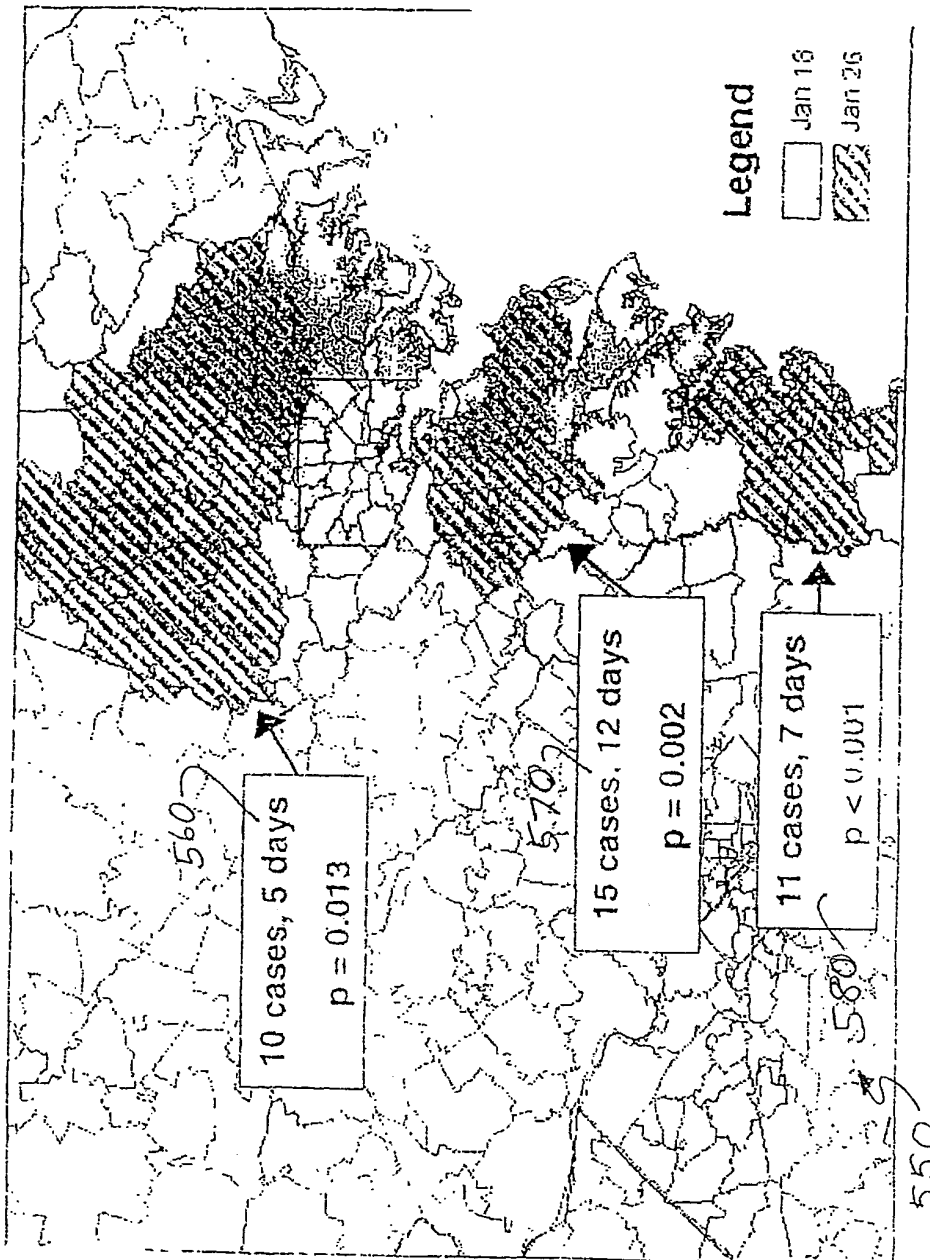 560
10 cases, 5 days
p = 0.013
570
15 cases, 12 days
p = 0.002
11 cases, 7 days
p < 0.001
580
550
Legend
Jan 16
Jan 26